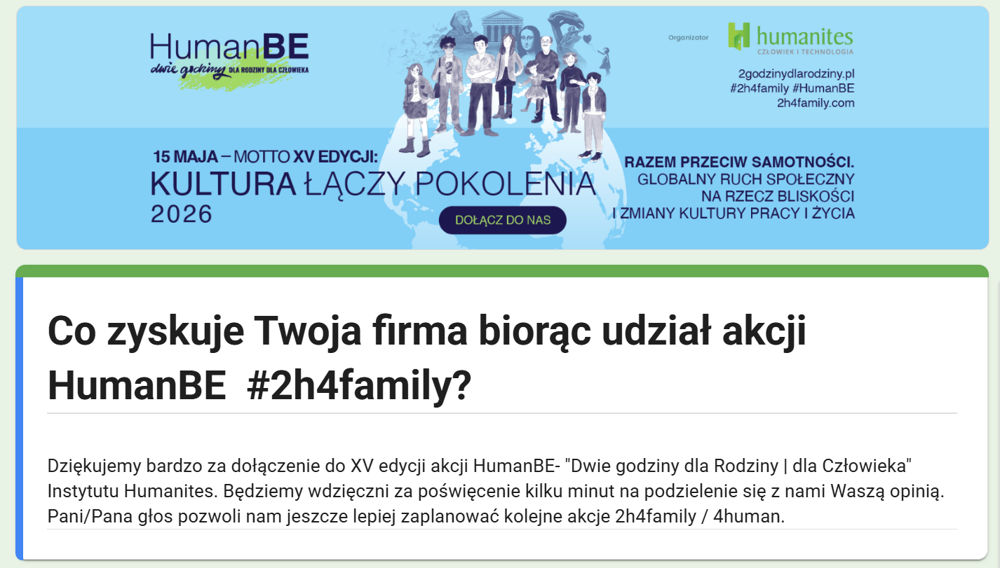 HumanBE
dwie godziny DLA RODZINY DLA CZŁOWIEKA
Organizator
humanites
CZŁOWIEK I TECHNOLOGIA
2godzinydlarodziny.pl
#2h4family #HumanBE
2h4family.com
15 MAJA – MOTTO XV EDYCJI:
KULTURA ŁĄCZY POKOLENIA
2026
DOŁĄCZ DO NAS
RAZEM PRZECIW SAMOTNOŚCI.
GLOBALNY RUCH SPOŁECZNY
NA RZECZ BLISKOŚCI
I ZMIANY KULTURY PRACY I ŻYCIA
Co zyskuje Twoja firma biorąc udział akcji
HumanBE  #2h4family?
Dziękujemy bardzo za dołączenie do XV edycji akcji HumanBE- "Dwie godziny dla Rodziny | dla Człowieka"
Instytutu Humanites. Będziemy wdzięczni za poświęcenie kilku minut na podzielenie się z nami Waszą opinią.
Pani/Pana głos pozwoli nam jeszcze lepiej zaplanować kolejne akcje 2h4family / 4human.